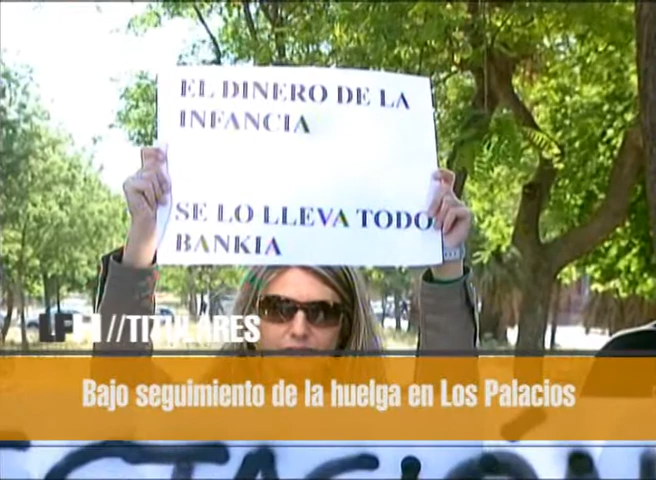 EL DINERO DE LA
INFANCIA
SE LO LLEVA TODO
BANKIA
//TITULARES
Bajo seguimiento de la huelga en Los Palacios